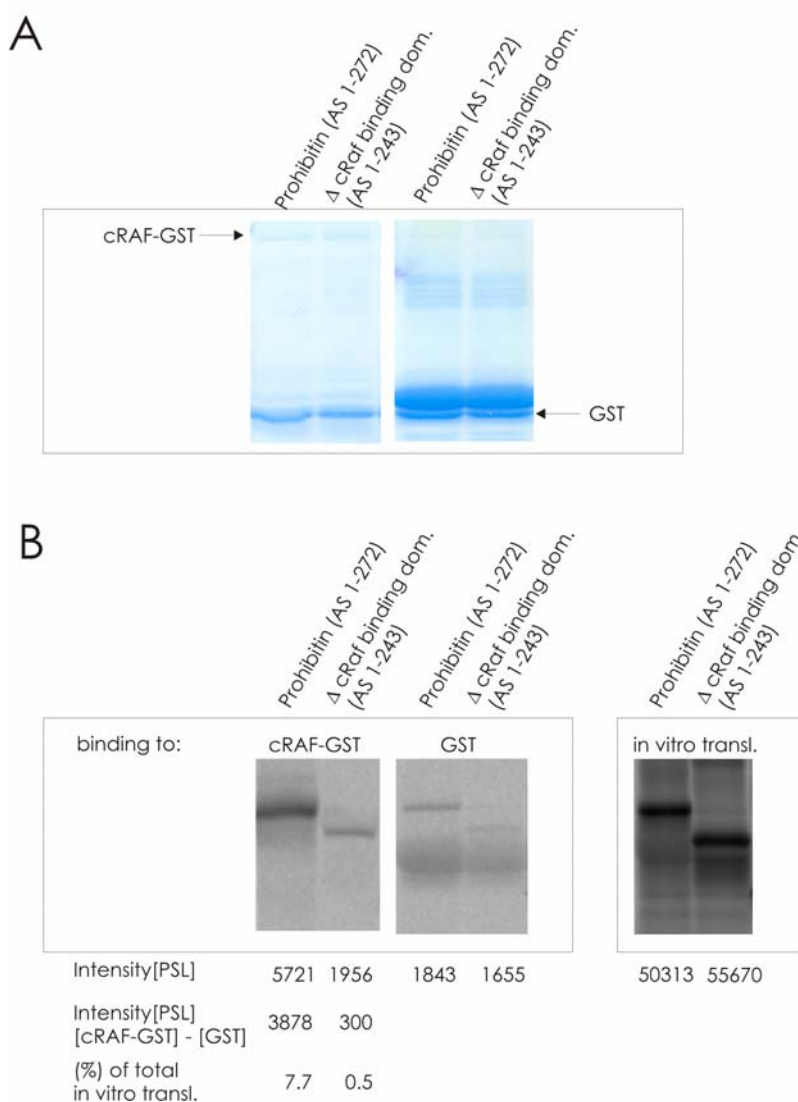 A
Prohibitin (AS 1-272)
Δ cRaf binding dom.
(AS 1-243)
Prohibitin (AS 1-272)
Δ cRaf binding dom.
(AS 1-243)
cRAF-GST
GST
B
Prohibitin (AS 1-272)
Δ cRaf binding dom.
(AS 1-243)
Prohibitin (AS 1-272)
Δ cRaf binding dom.
(AS 1-243)
Prohibitin (AS 1-272)
Δ cRaf binding dom.
(AS 1-243)
binding to: cRAF-GST GST in vitro transl.
Intensity[PSL] 5721 1956 1843 1655 50313 55670
Intensity[PSL]
[cRAF-GST] - [GST] 3878 300
(%) of total
in vitro transl. 7.7 0.5